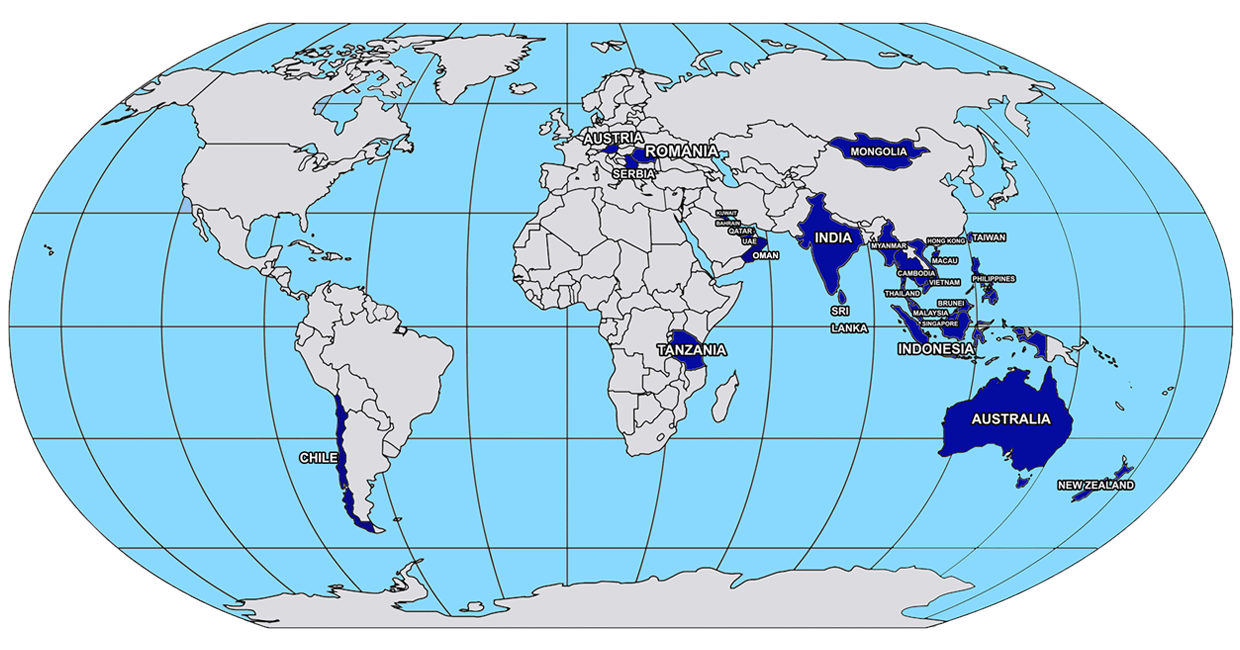 AUSTRIA
ROMANIA
SERBIA
MONGOLIA
KUWAIT
BAHRAIN
QATAR
UAE
OMAN
INDIA
MYANMAR
HONG KONG
TAIWAN
MACAU
CAMBODIA
VIETNAM
PHILIPPINES
THAILAND
BRUNEI
SRI
LANKA
MALAYSIA
SINGAPORE
INDONESIA
TANZANIA
AUSTRALIA
CHILE
NEW ZEALAND